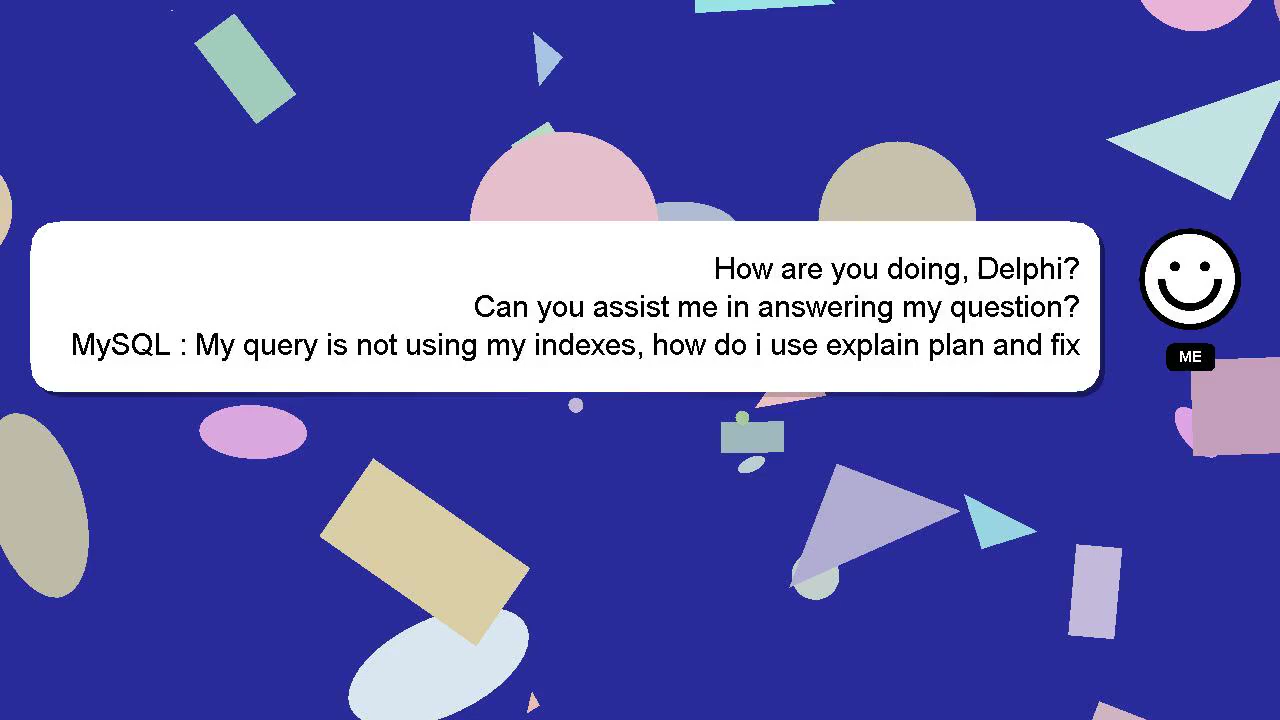 How are you doing, Delphi?
Can you assist me in answering my question?
MySQL : My query is not using my indexes, how do i use explain plan and fix
ME